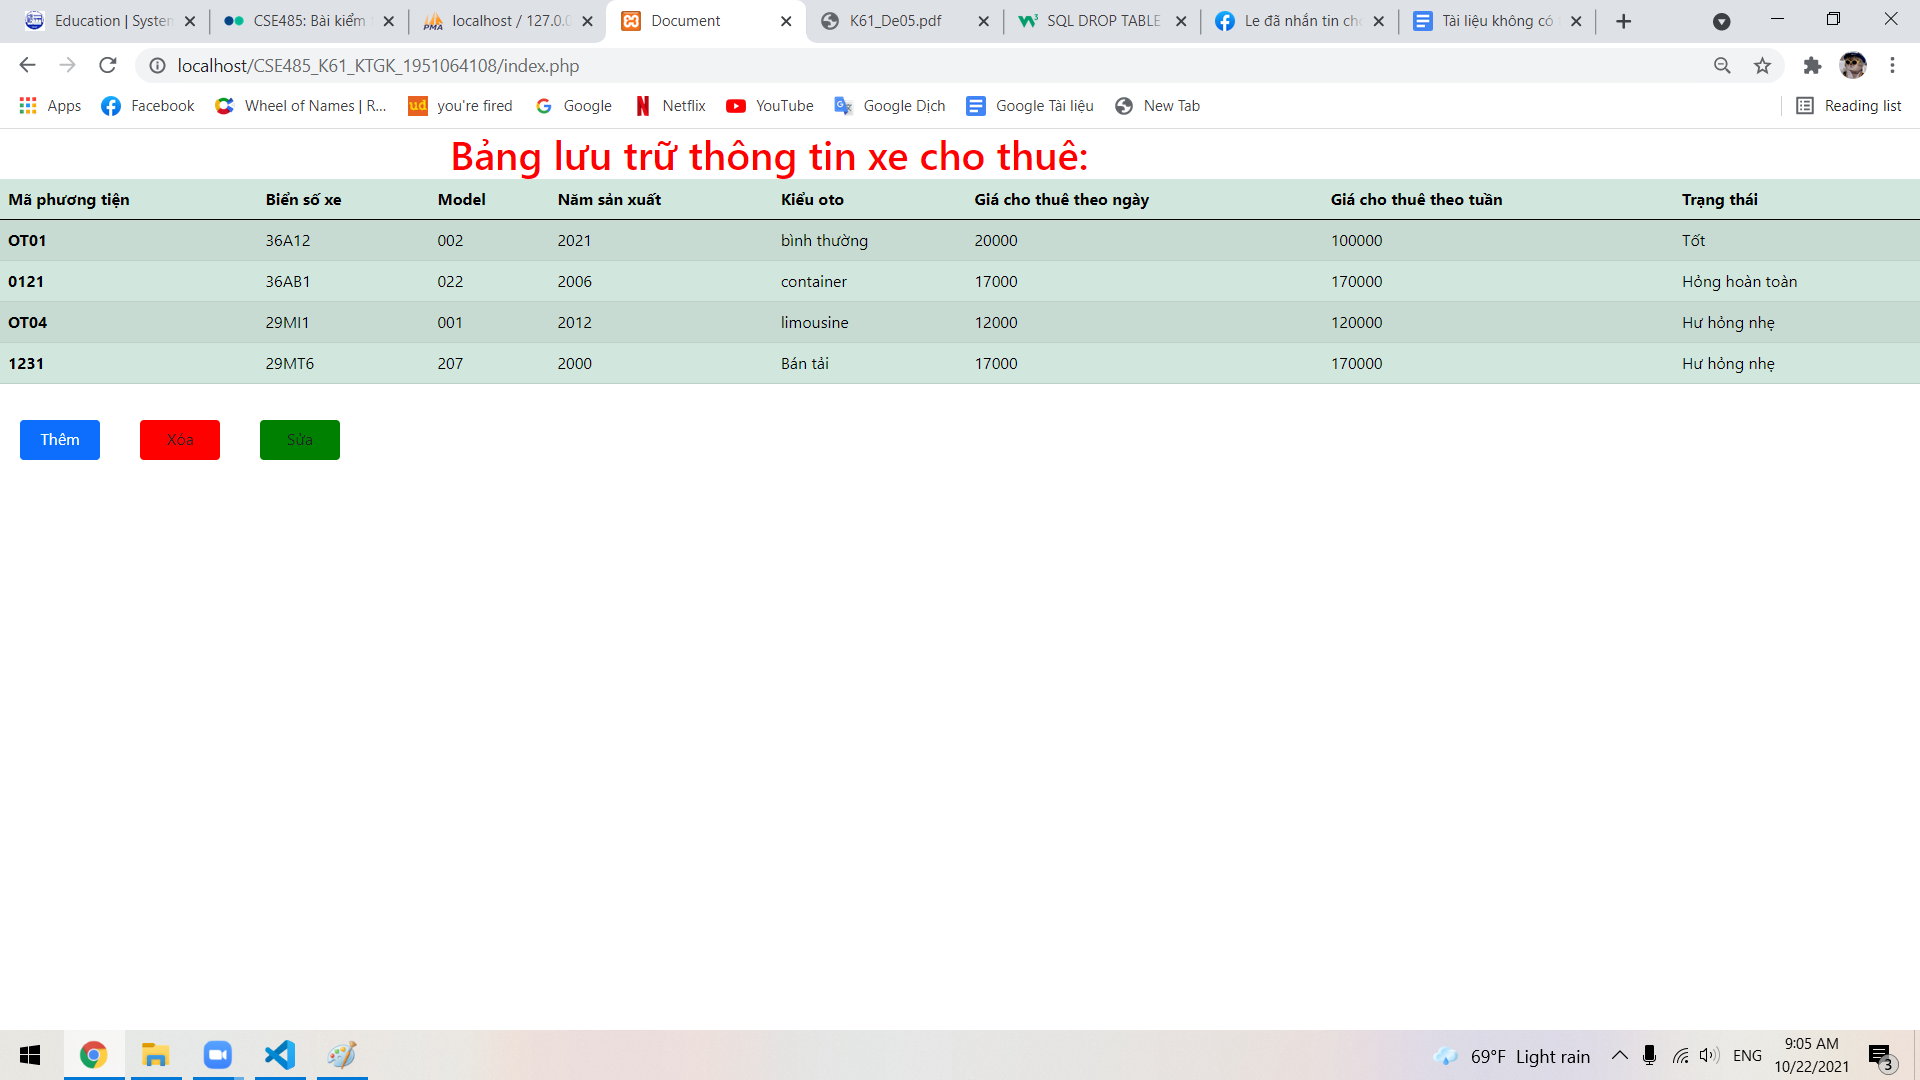 Education | System
CSE485: Bài kiểm
localhost / 127.0.0
Document
K61_De05.pdf
SQL DROP TABLE
Le đã nhắn tin cho
Tài liệu không có
localhost/CSE485_K61_KTGK_1951064108/index.php
Apps
Facebook
Wheel of Names | R...
you're fired
Google
Netflix
YouTube
Google Dịch
Google Tài liệu
New Tab
Reading list
Bảng lưu trữ thông tin xe cho thuê:
Mã phương tiện Biển số xe Model Năm sản xuất Kiểu oto Giá cho thuê theo ngày Giá cho thuê theo tuần Trạng thái
OT01 36A12 002 2021 bình thường 20000 100000 Tốt
0121 36AB1 022 2006 container 17000 170000 Hỏng hoàn toàn
OT04 29MI1 001 2012 limousine 12000 120000 Hư hỏng nhẹ
1231 29MT6 207 2000 Bán tải 17000 170000 Hư hỏng nhẹ
Thêm Xóa Sửa
69°F Light rain
ENG
9:05 AM
10/22/2021
3